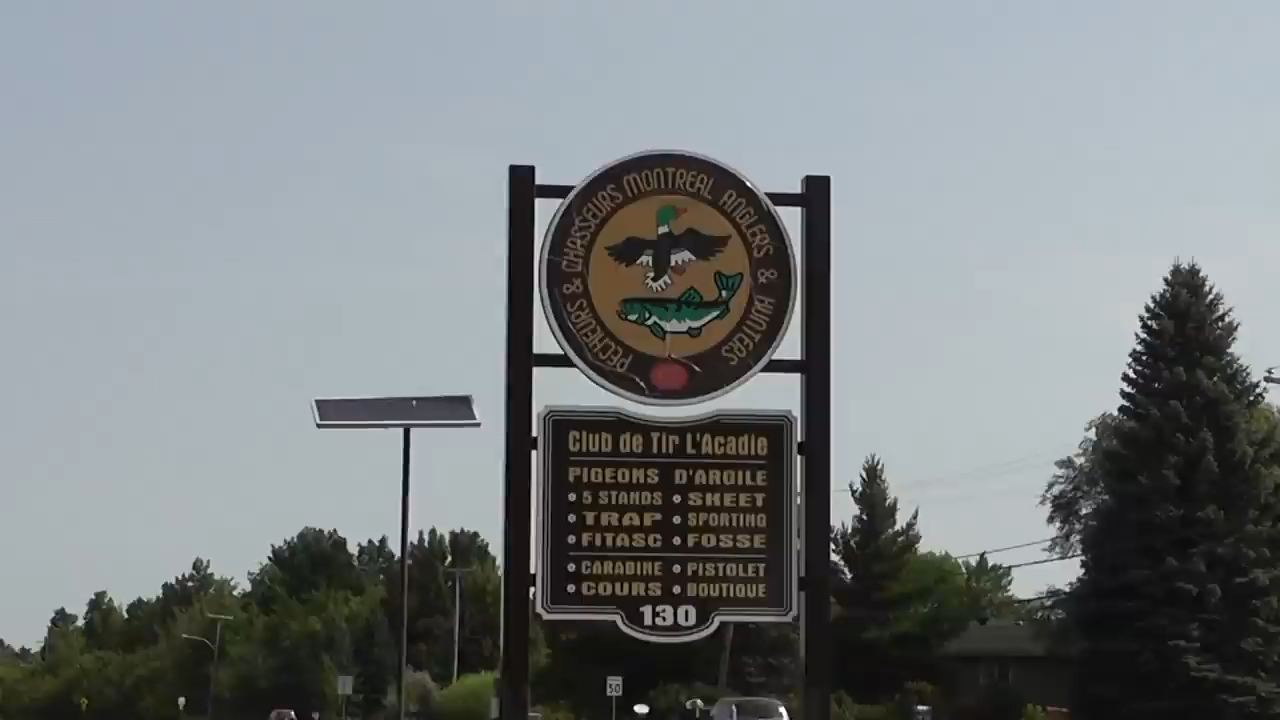 PECHEURS & CHASSEURS MONTREAL ANGLERS & HUNTERS
Club de Tir L'Acadie
PIGEONS D'ARGILE
• 5 STANDS • SKEET
• TRAP • SPORTING
• FITASC • FOSSE
• CARABINE • PISTOLET
• COURS • BOUTIQUE
130
50